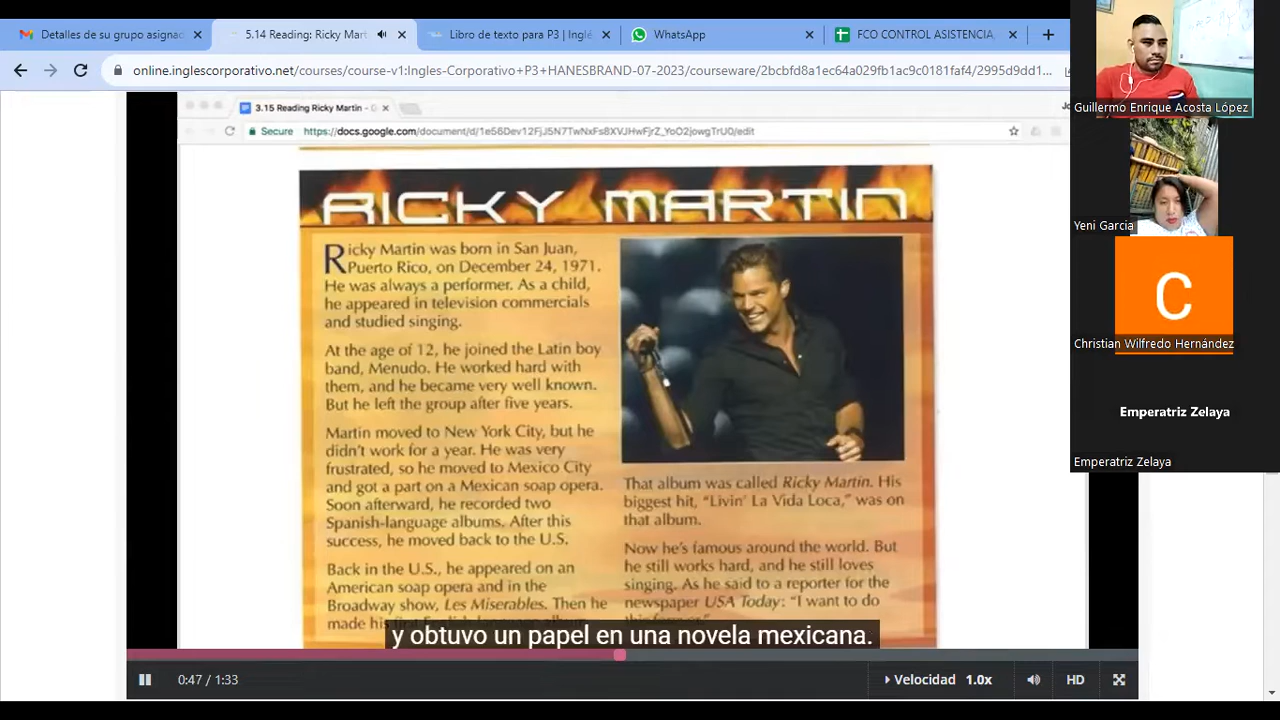 Detalles de su grupo asignad
5.14 Reading: Ricky Mart
Libro de texto para P3 | Inglé
WhatsApp
FCO CONTROL ASISTENCIA.
online.inglescorporativo.net/courses/course-v1:Ingles-Corporativo+P3
ANESBRAND-07-2023/courseware/2bcbfd8a1ec64a029fb1ac9c0181faf4/2995d9dd1...
3.15 Reading Ricky Martin - G
Secure
RICKY MARTIN
Ricky Martin was born in San Juan,
Puerto Rico, on December 24, 1971.
He was always a performer. As a child,
he appeared in television commercials
and studied singing.
At the age of 12, he joined the Latin boy
band, Menudo. He worked hard with
them, and he became very well known.
But he left the group after five years.
Martin moved to New York City, but he
didn't work for a year. He was very
frustrated, so he moved to Mexico City
and got a part on a Mexican soap opera.
Soon afterward, he recorded two
Spanish-language albums. After this
success, he moved back to the U.S.
Back in the U.S., he appeared on an
American soap opera and in the
Broadway show, Les Miserables. Then he
made his first English-language album.
That album was called Ricky Martin. His
biggest hit, "Livin' La Vida Loca," was on
that album.
Now he's famous around the world. But
he still works hard, and he still loves
singing. As he said to a reporter for the
newspaper USA Today: "I want to do
this forever."
y obtuvo un papel en una novela mexicana.
0:47 / 1:33
Velocidad 1.0x
HD
Guillermo Enrique Acosta López
Yeni Garcia
C
Christian Wilfredo Hernández
Emperatriz Zelaya
Emperatriz Zelaya